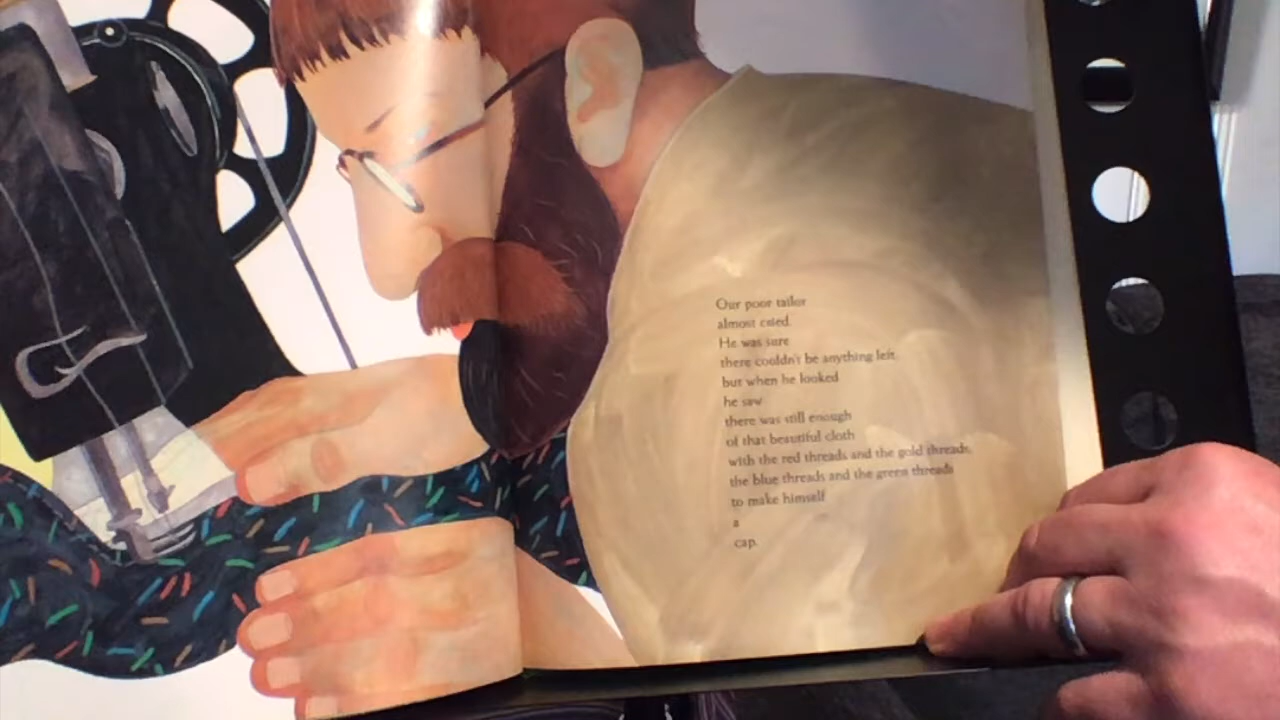 Our poor tailor
almost cried.
He was sure
there couldn't be anything left,
but when he looked
he saw
there was still enough
of that beautiful cloth
with the red threads and the gold threads,
the blue threads and the green threads
to make himself
a
cap.